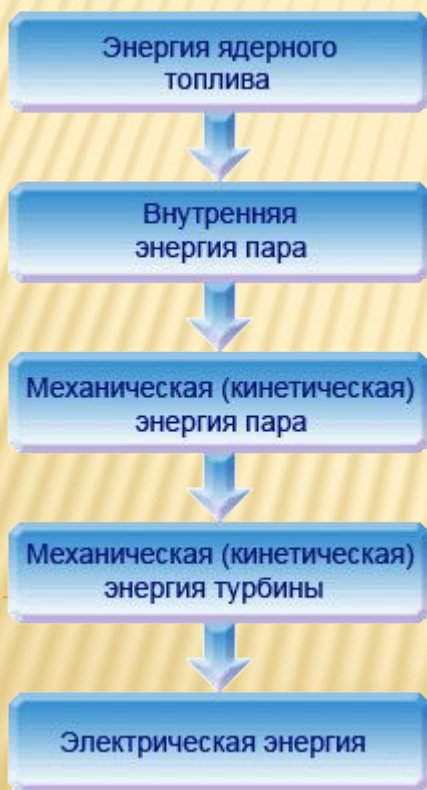 Энергия ядерного
топлива
Внутренняя
энергия пара
Механическая (кинетическая)
энергия пара
Механическая (кинетическая)
энергия турбины
Электрическая энергия